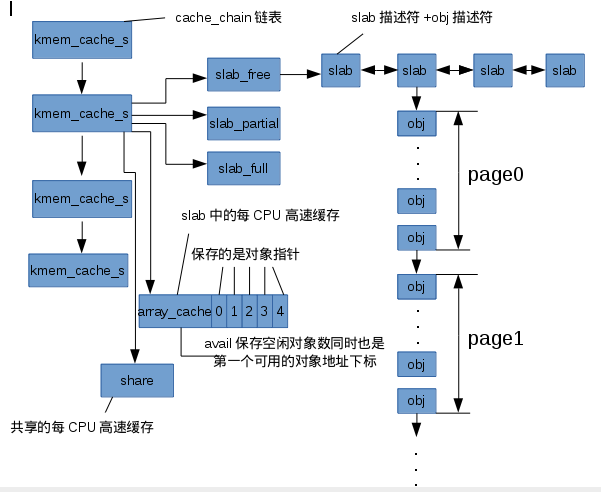 cache_chain 链表
slab 描述符 +obj 描述符
kmem_cache_s
slab_free
slab
slab
slab
slab
kmem_cache_s
slab_partial
obj
slab_full
page0
kmem_cache_s
obj
slab 中的每 CPU 高速缓存
obj
保存的是对象指针
kmem_cache_s
obj
array_cache 0 1 2 3 4
page1
avail 保存空闲对象数同时也是
第一个可用的对象地址下标
obj
share
obj
共享的每 CPU 高速缓存